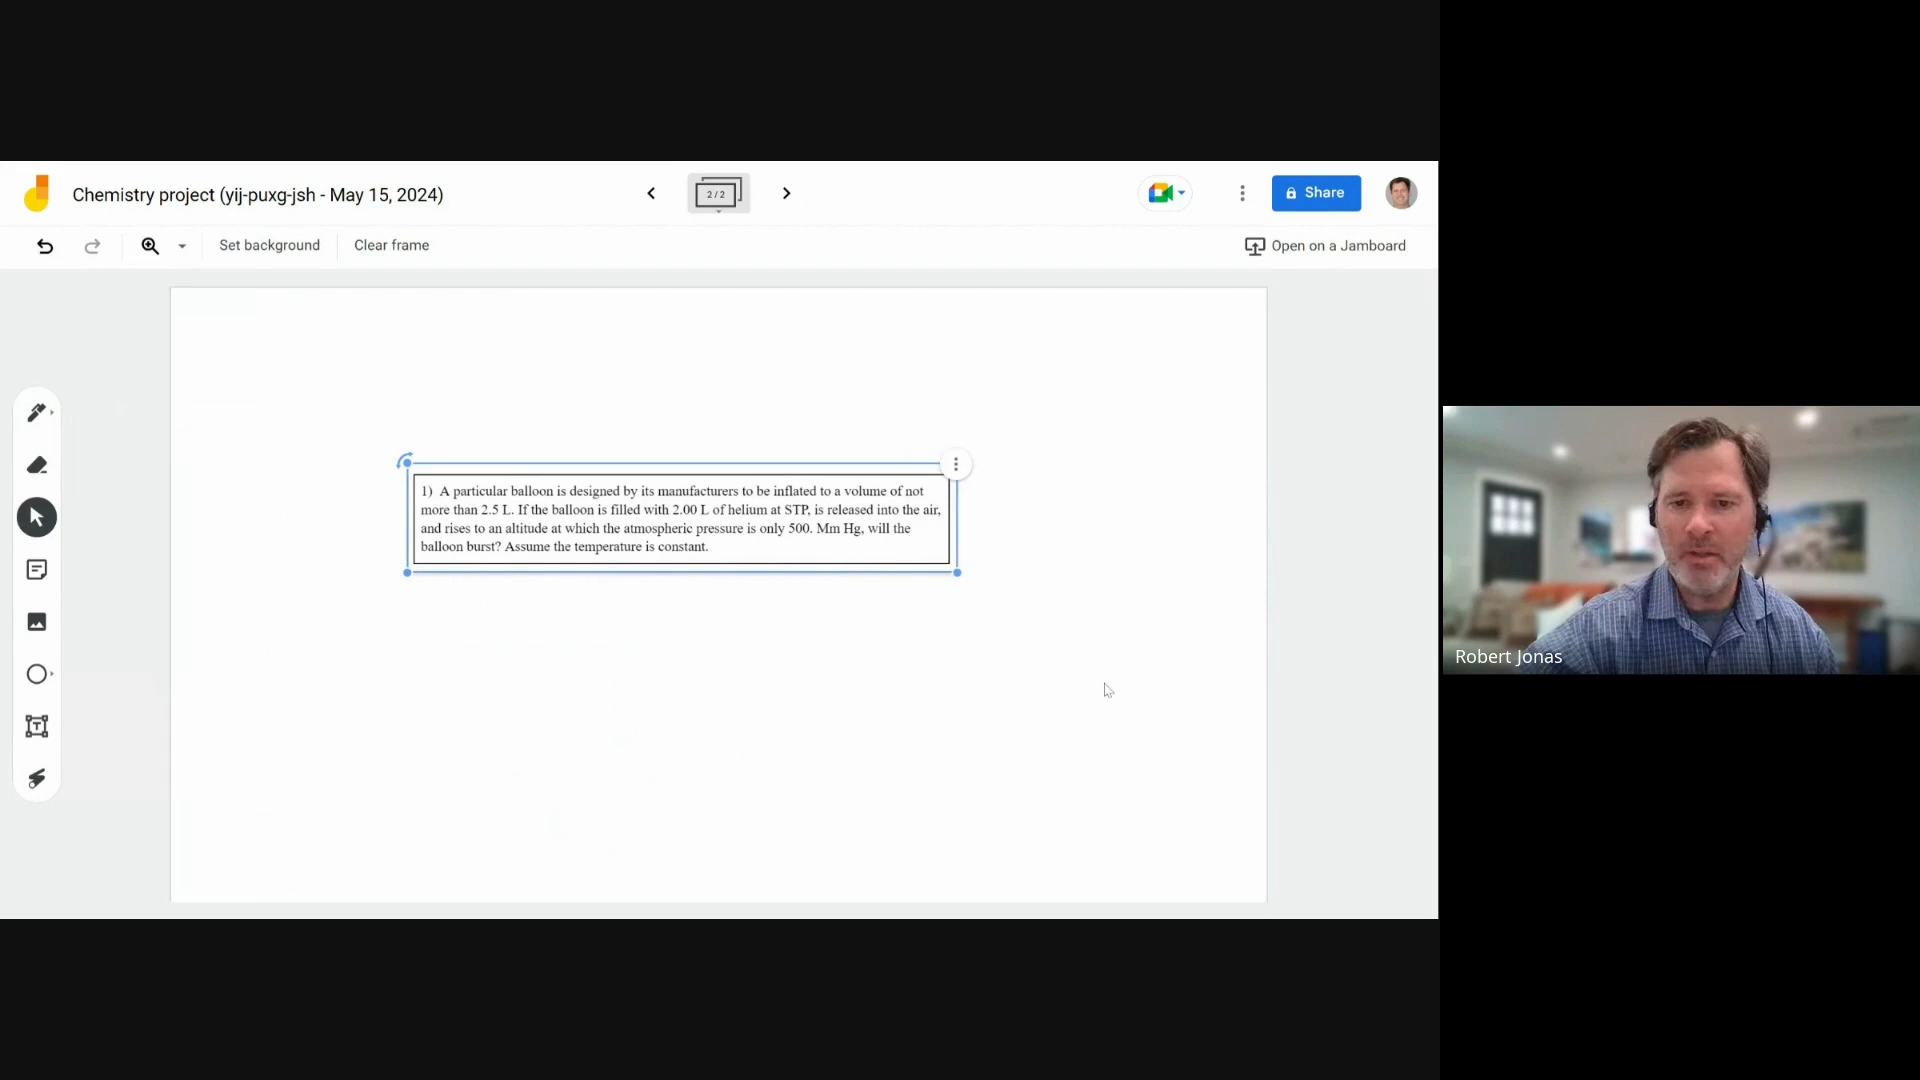 Chemistry project (yij-puxg-jsh - May 15, 2024)
2 / 2
Share
Set background
Clear frame
Open on a Jamboard
1) A particular balloon is designed by its manufacturers to be inflated to a volume of not
more than 2.5 L. If the balloon is filled with 2.00 L of helium at STP, is released into the air,
and rises to an altitude at which the atmospheric pressure is only 500. Mm Hg, will the
balloon burst? Assume the temperature is constant.
Robert Jonas